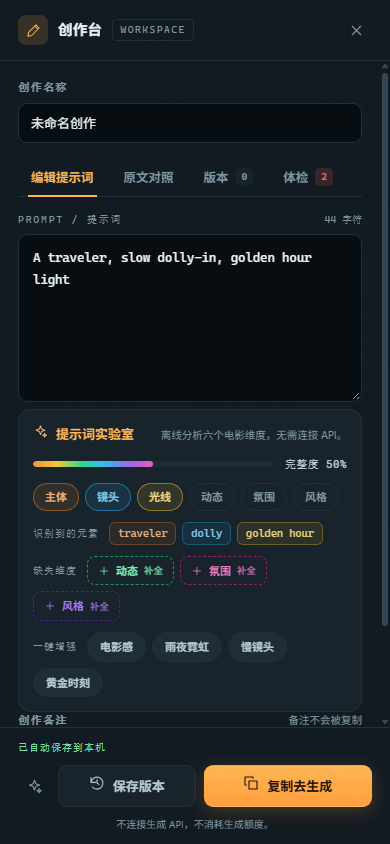 创作台 WORKSPACE
创作名称
未命名创作
编辑提示词 原文对照 版本 0 体检 2
PROMPT / 提示词 44 字符
A traveler, slow dolly-in, golden hour
light
提示词实验室 离线分析六个电影维度，无需连接 API。
完整度 50%
主体 镜头 光线 动态 氛围 风格
识别到的元素 traveler dolly golden hour
缺失维度 + 动态 补全 + 氛围 补全
+ 风格 补全
一键增强 电影感 雨夜霓虹 慢镜头
黄金时刻
创作备注 备注不会被复制
已自动保存到本机
保存版本 复制去生成
不连接生成 API，不消耗生成额度。